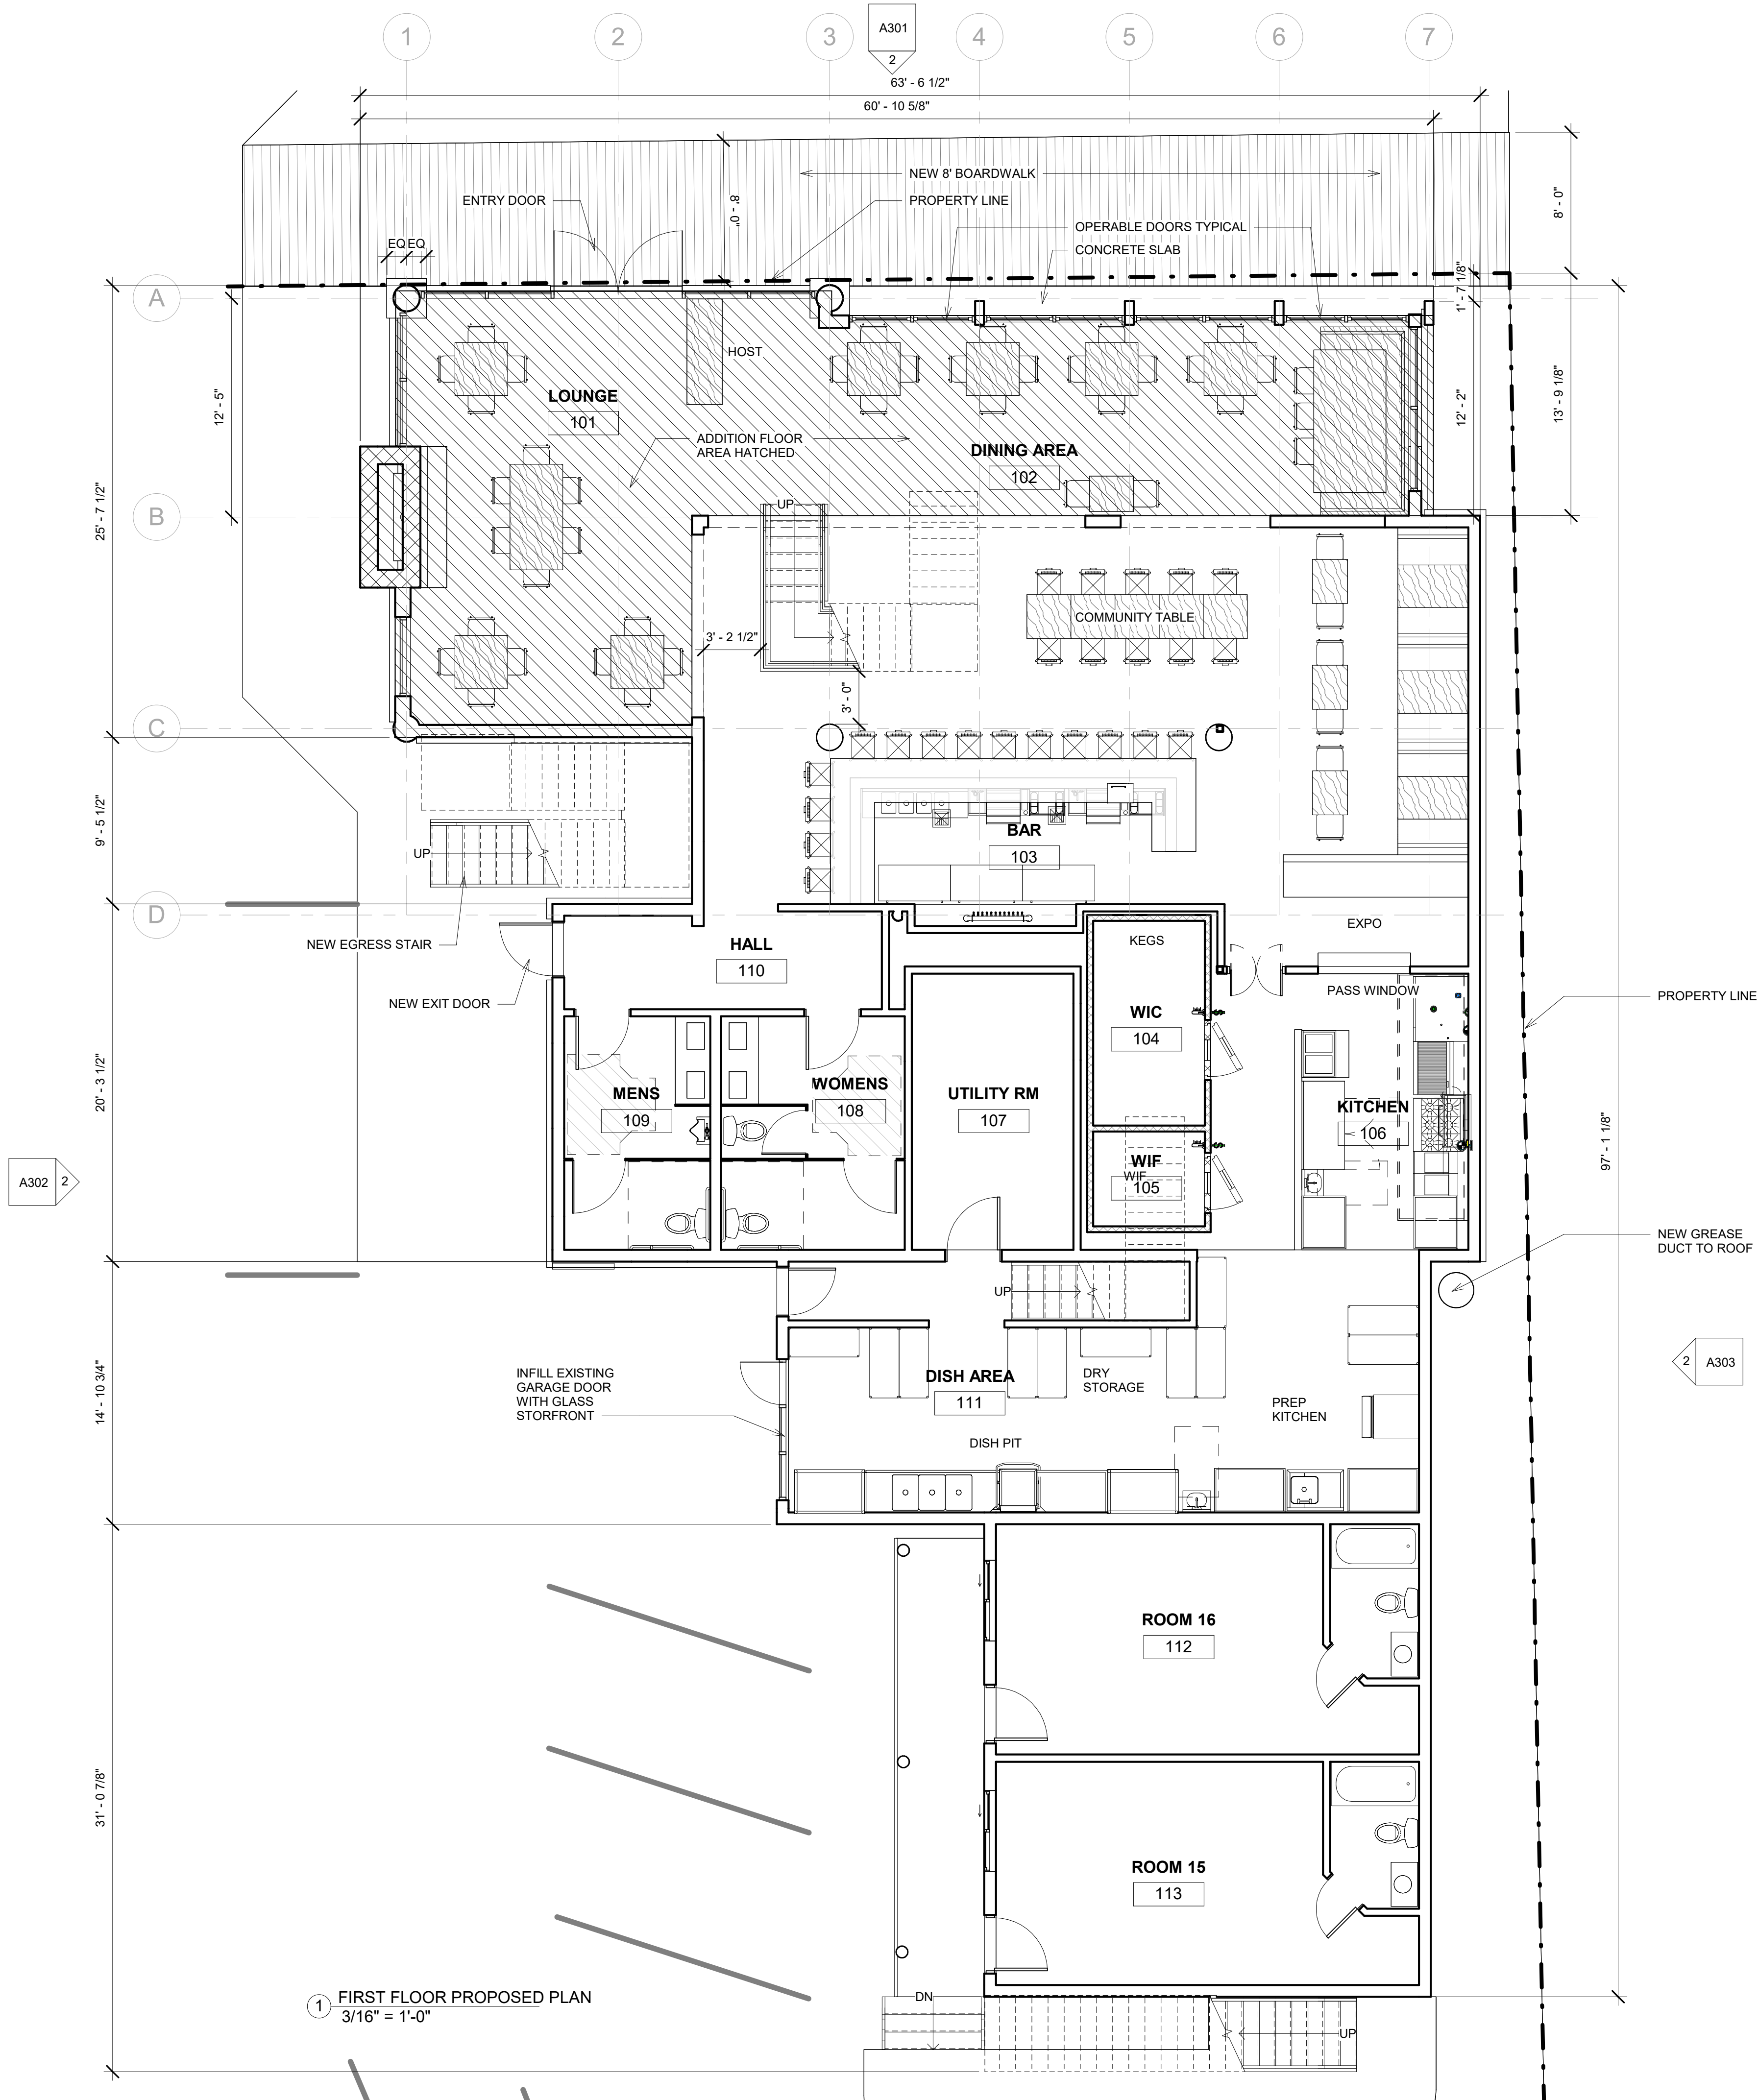 1
2
3
4
5
6
7
A301
2
63' - 6 1/2"
60' - 10 5/8"
NEW 8' BOARDWALK
ENTRY DOOR
PROPERTY LINE
8' - 0"
8' - 0"
OPERABLE DOORS TYPICAL
EQ EQ
CONCRETE SLAB
1' - 7 1/8"
A
HOST
LOUNGE
101
12' - 5"
12' - 2"
13' - 9 1/8"
ADDITION FLOOR
AREA HATCHED
DINING AREA
102
25' - 7 1/2"
UP
B
COMMUNITY TABLE
3' - 2 1/2"
3' - 0"
C
9' - 5 1/2"
BAR
103
UP
D
NEW EGRESS STAIR
HALL
110
KEGS
EXPO
NEW EXIT DOOR
PASS WINDOW
PROPERTY LINE
WIC
104
20' - 3 1/2"
MENS
109
WOMENS
108
UTILITY RM
107
KITCHEN
106
97' - 1 1/8"
A302
2
WIF
WIF
105
NEW GREASE
DUCT TO ROOF
UP
2
A303
INFILL EXISTING
GARAGE DOOR
WITH GLASS
STORFRONT
14' - 10 3/4"
DISH AREA
111
DRY
STORAGE
PREP
KITCHEN
DISH PIT
ROOM 16
112
31' - 0 7/8"
ROOM 15
113
1
FIRST FLOOR PROPOSED PLAN
3/16" = 1'-0"
DN
UP